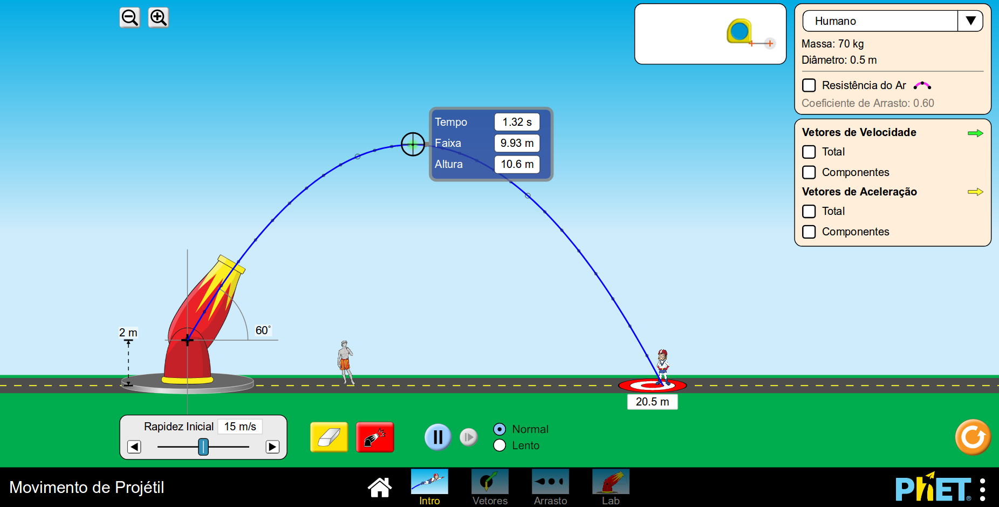 Humano
Massa: 70 kg
Diâmetro: 0.5 m
Resistência do Ar
Coeficiente de Arrasto: 0.60
Tempo 1.32 s
Faixa 9.93 m
Altura 10.6 m
Vetores de Velocidade
Total
Componentes
Vetores de Aceleração
Total
Componentes
2 m
60°
20.5 m
Rapidez Inicial 15 m/s
Normal
Lento
Movimento de Projétil
Intro
Vetores
Arrasto
Lab
PhET®